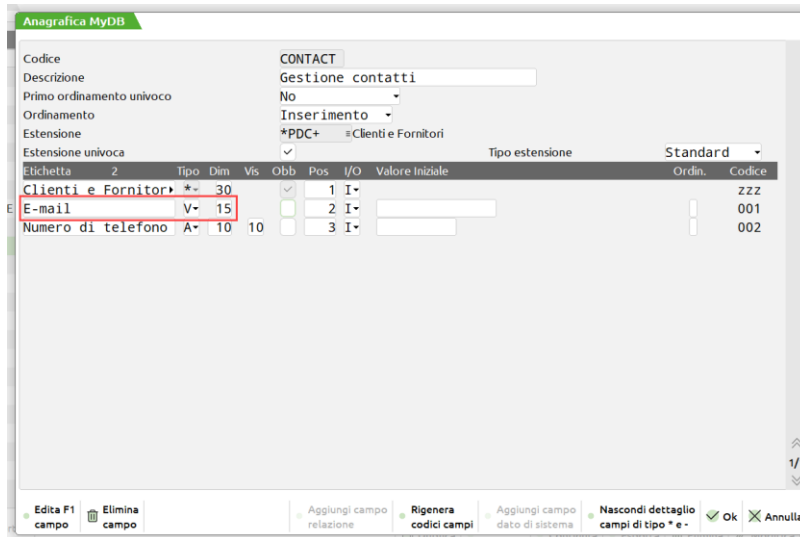 Anagrafica MyDB
Codice CONTACT
Descrizione Gestione contatti
Primo ordinamento univoco No
Ordinamento Inserimento
Estensione *PDC+ Clienti e Fornitori
Estensione univoca Tipo estensione Standard
Etichetta 2 Tipo Dim Vis Obb Pos I/O Valore Iniziale Ordin. Codice
Clienti e Fornitor * 30 1 I zzz
E-mail V 15 2 I 001
Numero di telefono A 10 10 3 I 002
1/
Edita F1 campo
Elimina campo
Aggiungi campo relazione
Rigenera codici campi
Aggiungi campo dato di sistema
Nascondi dettaglio campi di tipo * e -
Ok
Annulla